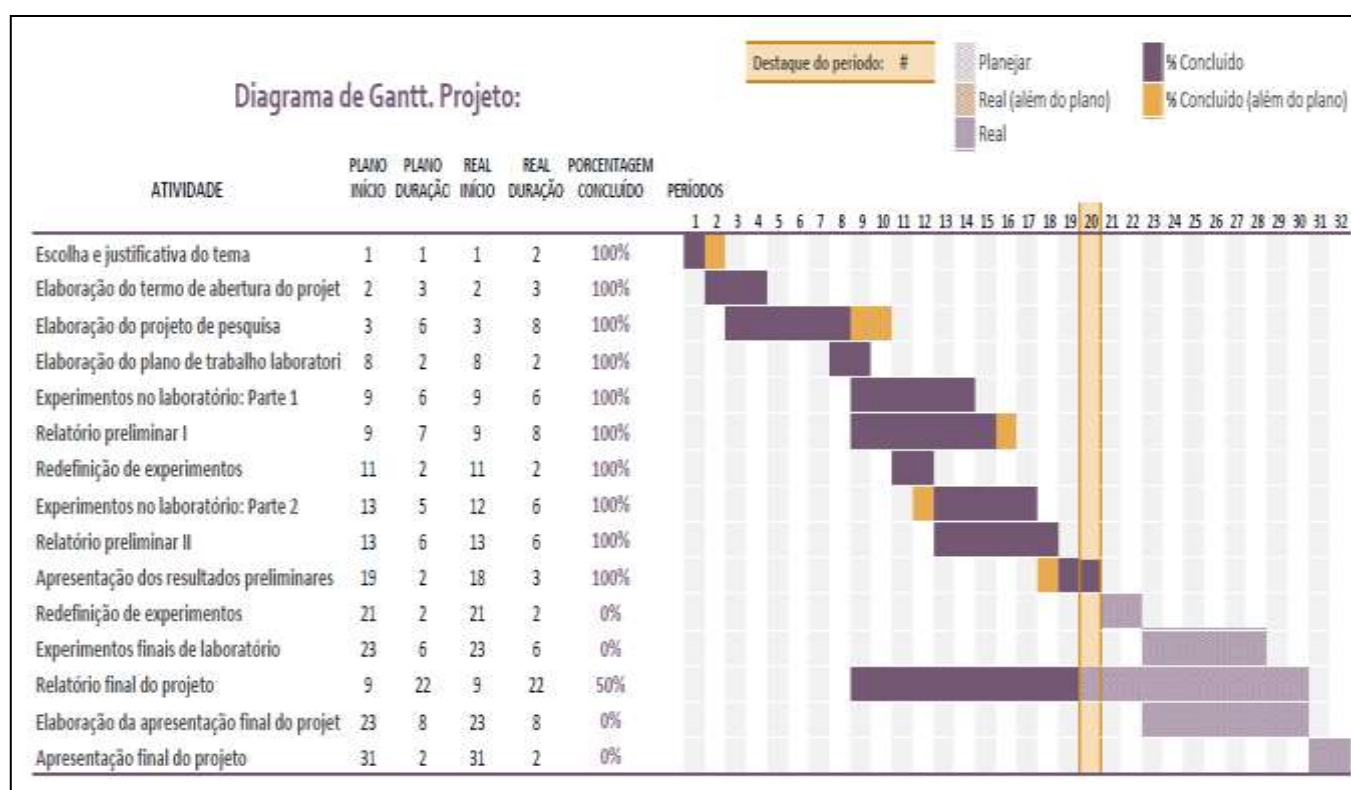 Destaque do período: #
Planejar
% Concluído
Real (além do plano)
% Concluído (além do plano)
Real
Diagrama de Gantt. Projeto:
ATIVIDADE PLANO INÍCIO PLANO DURAÇÃO REAL INÍCIO REAL DURAÇÃO PORCENTAGEM CONCLUÍDO PERÍODOS
1 2 3 4 5 6 7 8 9 10 11 12 13 14 15 16 17 18 19 20 21 22 23 24 25 26 27 28 29 30 31 32
Escolha e justificativa do tema 1 1 1 2 100%
Elaboração do termo de abertura do projet 2 3 2 3 100%
Elaboração do projeto de pesquisa 3 6 3 8 100%
Elaboração do plano de trabalho laboratori 8 2 8 2 100%
Experimentos no laboratório: Parte 1 9 6 9 6 100%
Relatório preliminar I 9 7 9 8 100%
Redefinição de experimentos 11 2 11 2 100%
Experimentos no laboratório: Parte 2 13 5 12 6 100%
Relatório preliminar II 13 6 13 6 100%
Apresentação dos resultados preliminares 19 2 18 3 100%
Redefinição de experimentos 21 2 21 2 0%
Experimentos finais de laboratório 23 6 23 6 0%
Relatório final do projeto 9 22 9 22 50%
Elaboração da apresentação final do projet 23 8 23 8 0%
Apresentação final do projeto 31 2 31 2 0%